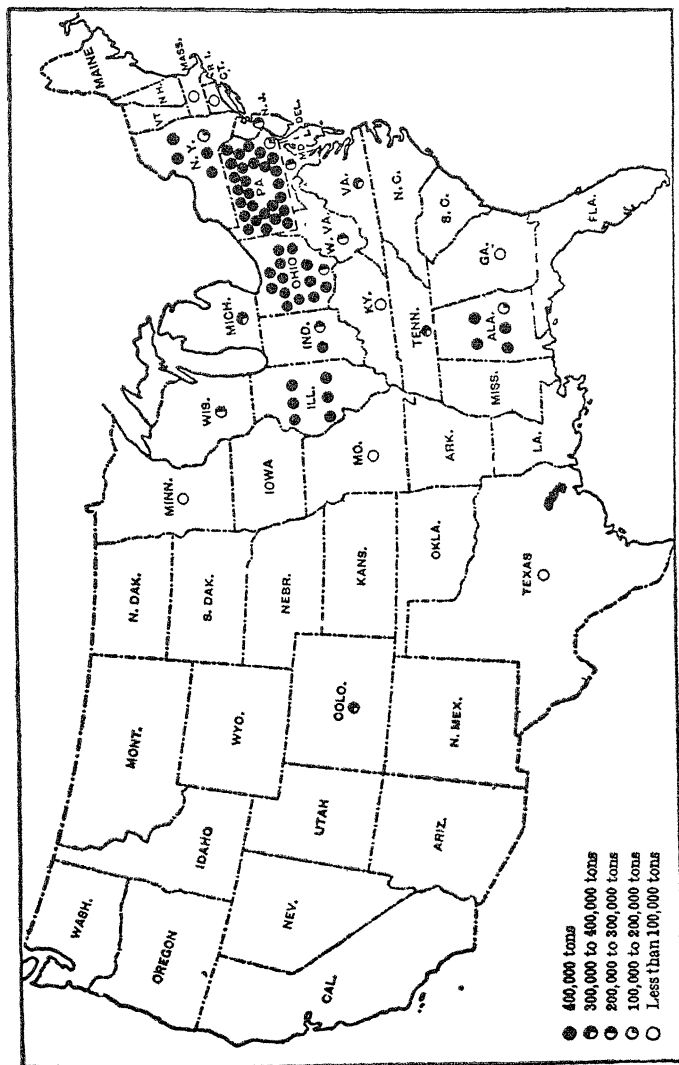 WASH.
OREGON
CAL.
NEV.
IDAHO
MONT.
WYO.
UTAH
ARIZ.
COLO.
N. MEX.
N. DAK.
S. DAK.
NEBR.
KANS.
OKLA.
TEXAS
MINN.
IOWA
MO.
ARK.
LA.
WIS.
ILL.
MISS.
MICH.
IND.
KY.
TENN.
ALA.
OHIO
GA.
FLA.
W. VA.
VA.
N. C.
S. C.
PA
N. Y.
N. J.
DEL.
MD
VT
N H.
MAINE
MASS.
R I.
CT.
400,000 tons
300,000 to 400,000 tons
200,000 to 300,000 tons
100,000 to 200,000 tons
Less than 100,000 tons